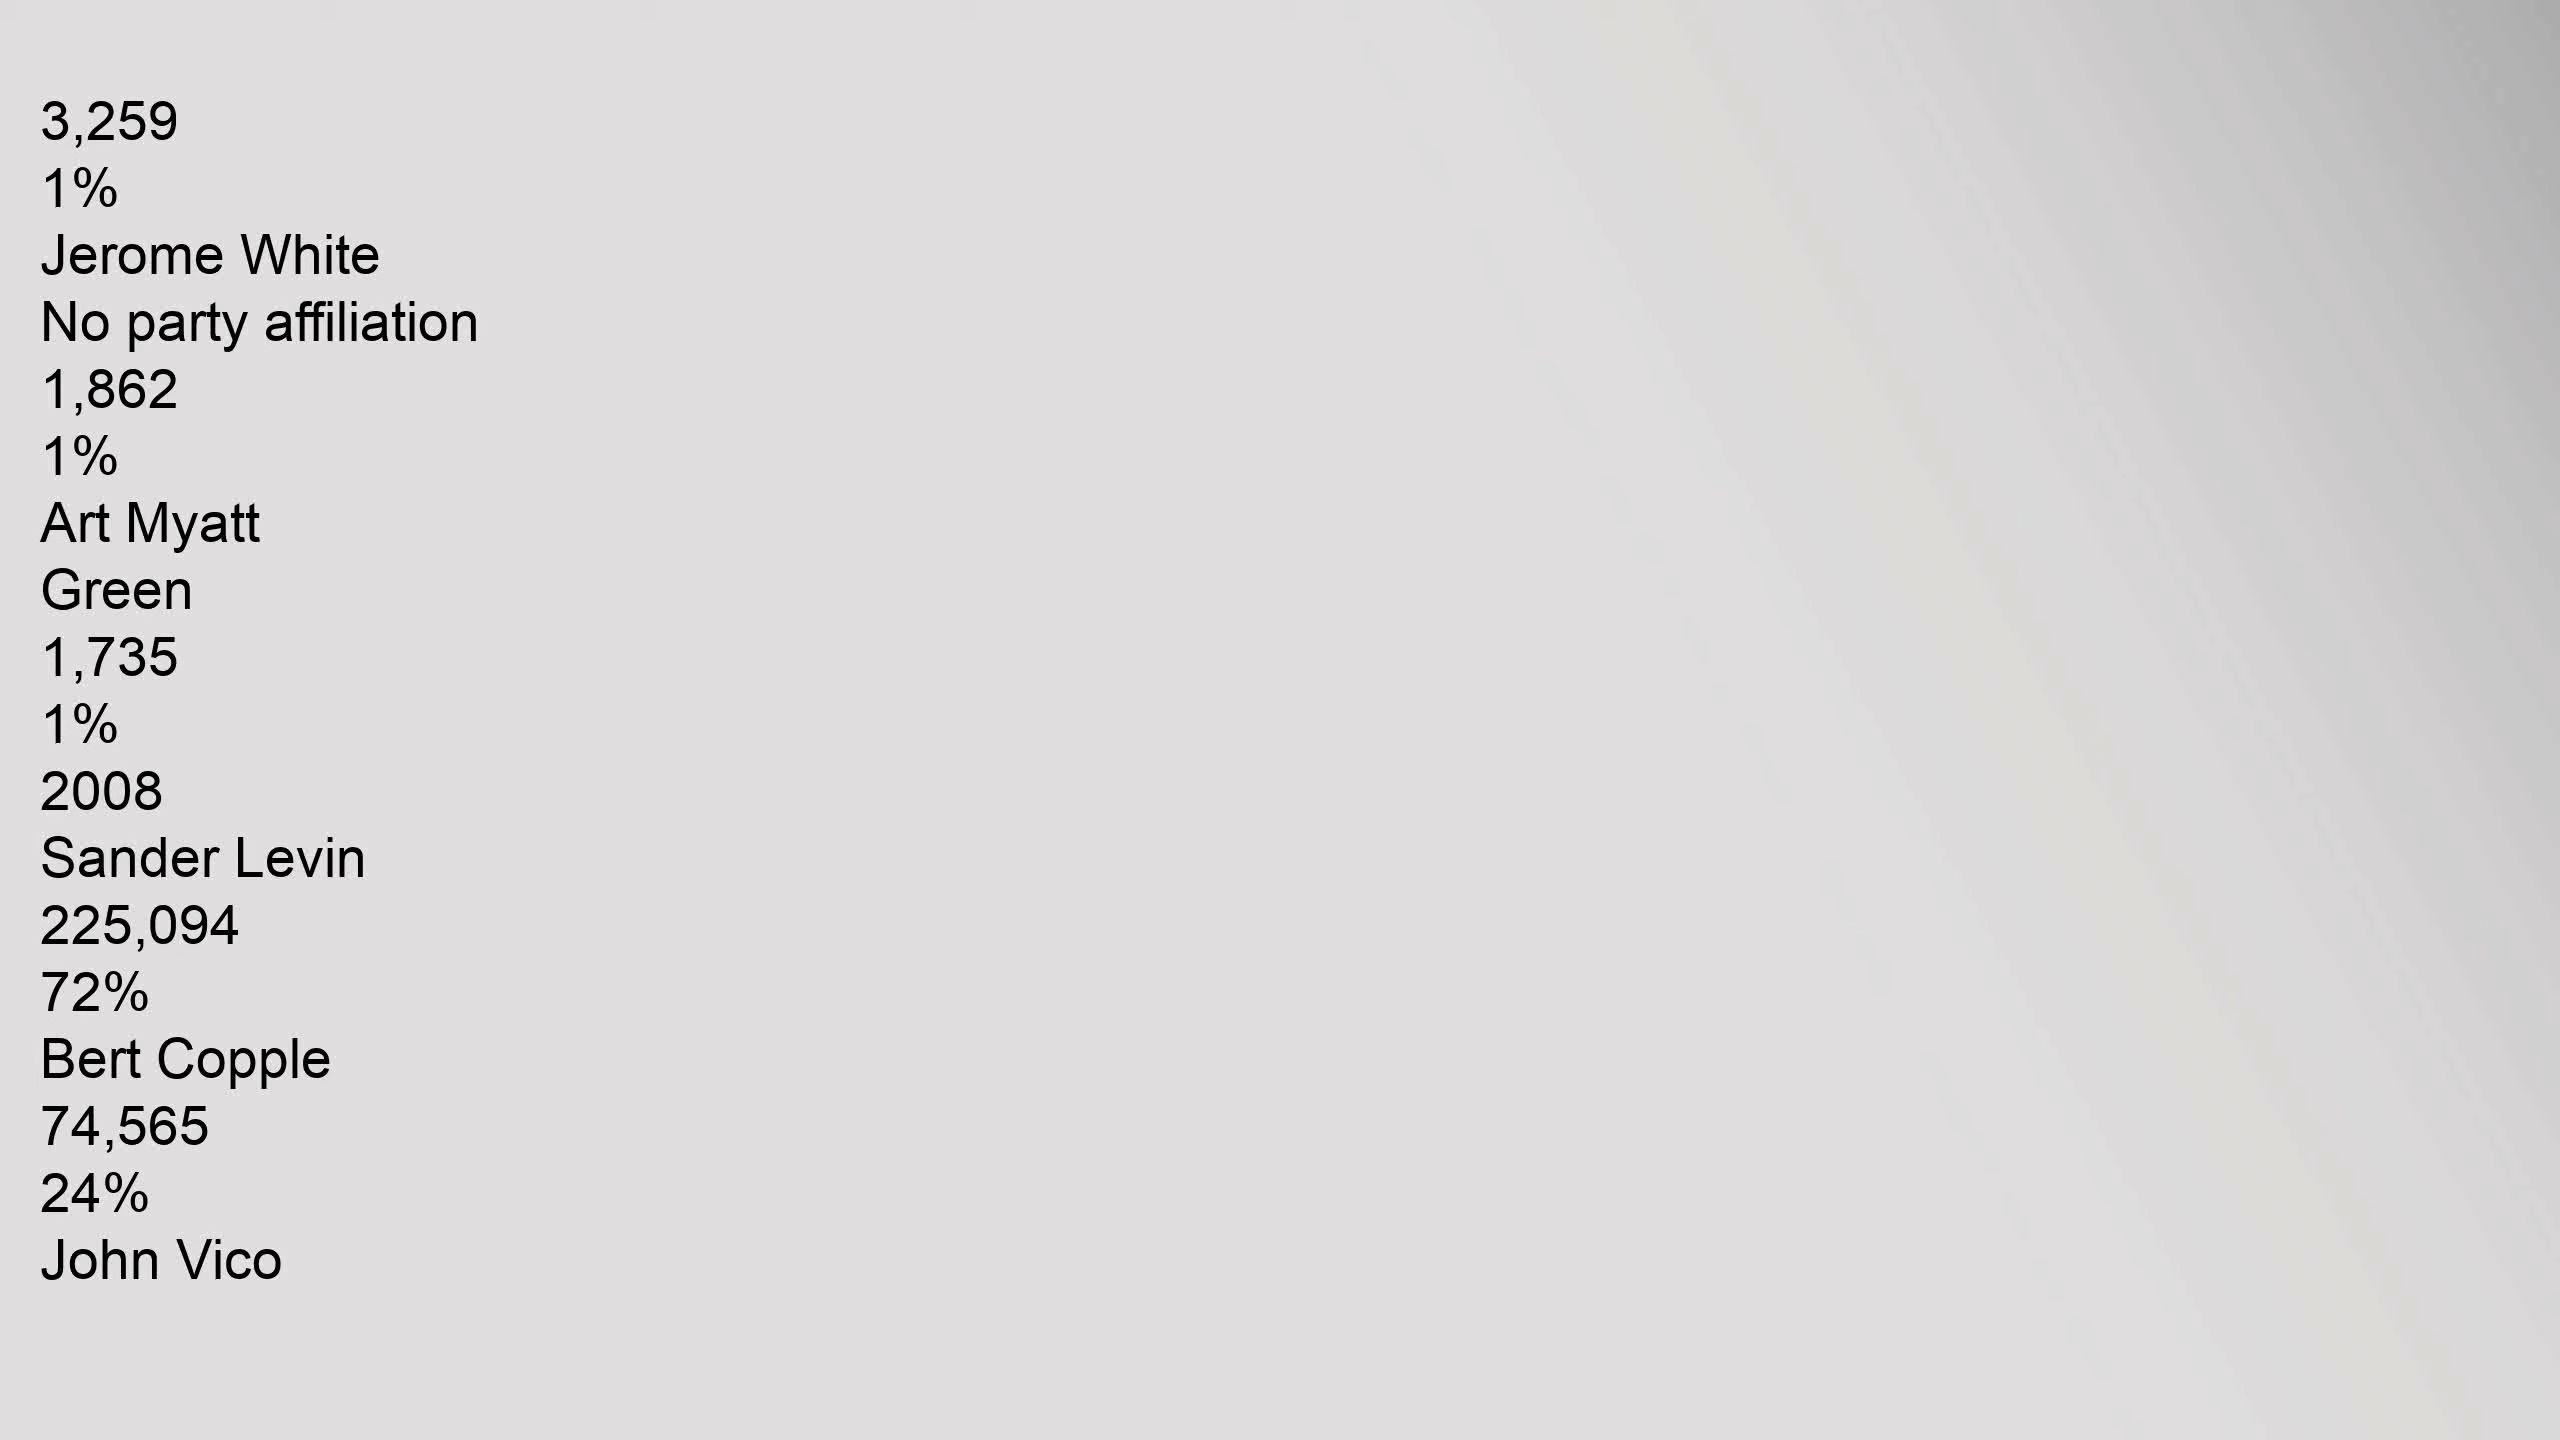 3,259
1%
Jerome White
No party affiliation
1,862
1%
Art Myatt
Green
1,735
1%
2008
Sander Levin
225,094
72%
Bert Copple
74,565
24%
John Vico